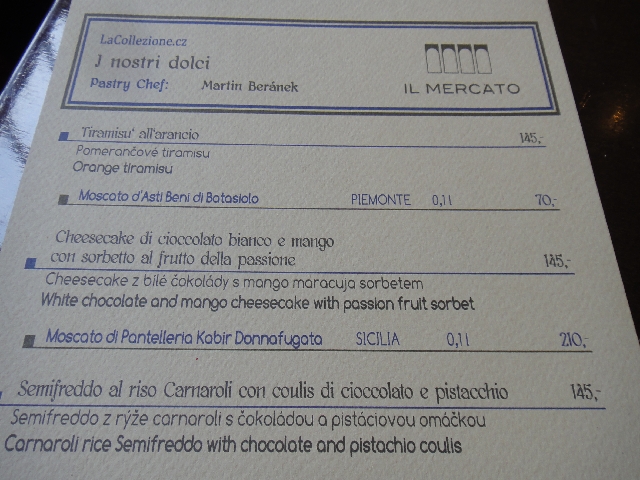 LaCollezione.cz
I nostri dolci
Pastry Chef: Martin Beránek
IL MERCATO
Tiramisu' all'arancio 145,-
Pomerančové tiramisu
Orange tiramisu
Moscato d'Asti Beni di Batasiolo PIEMONTE 0,1l 70,-
Cheesecake di cioccolato bianco e mango
con sorbetto al frutto della passione 145,-
Cheesecake z bílé čokolády s mango maracuja sorbetem
White chocolate and mango cheesecake with passion fruit sorbet
Moscato di Pantelleria Kabir Donnafugata SICILIA 0,1l 210,-
Semifreddo al riso Carnaroli con coulis di cioccolato e pistacchio 145,-
Semifreddo z rýže carnaroli s čokoládou a pistáciovou omáčkou
Carnaroli rice Semifreddo with chocolate and pistachio coulis